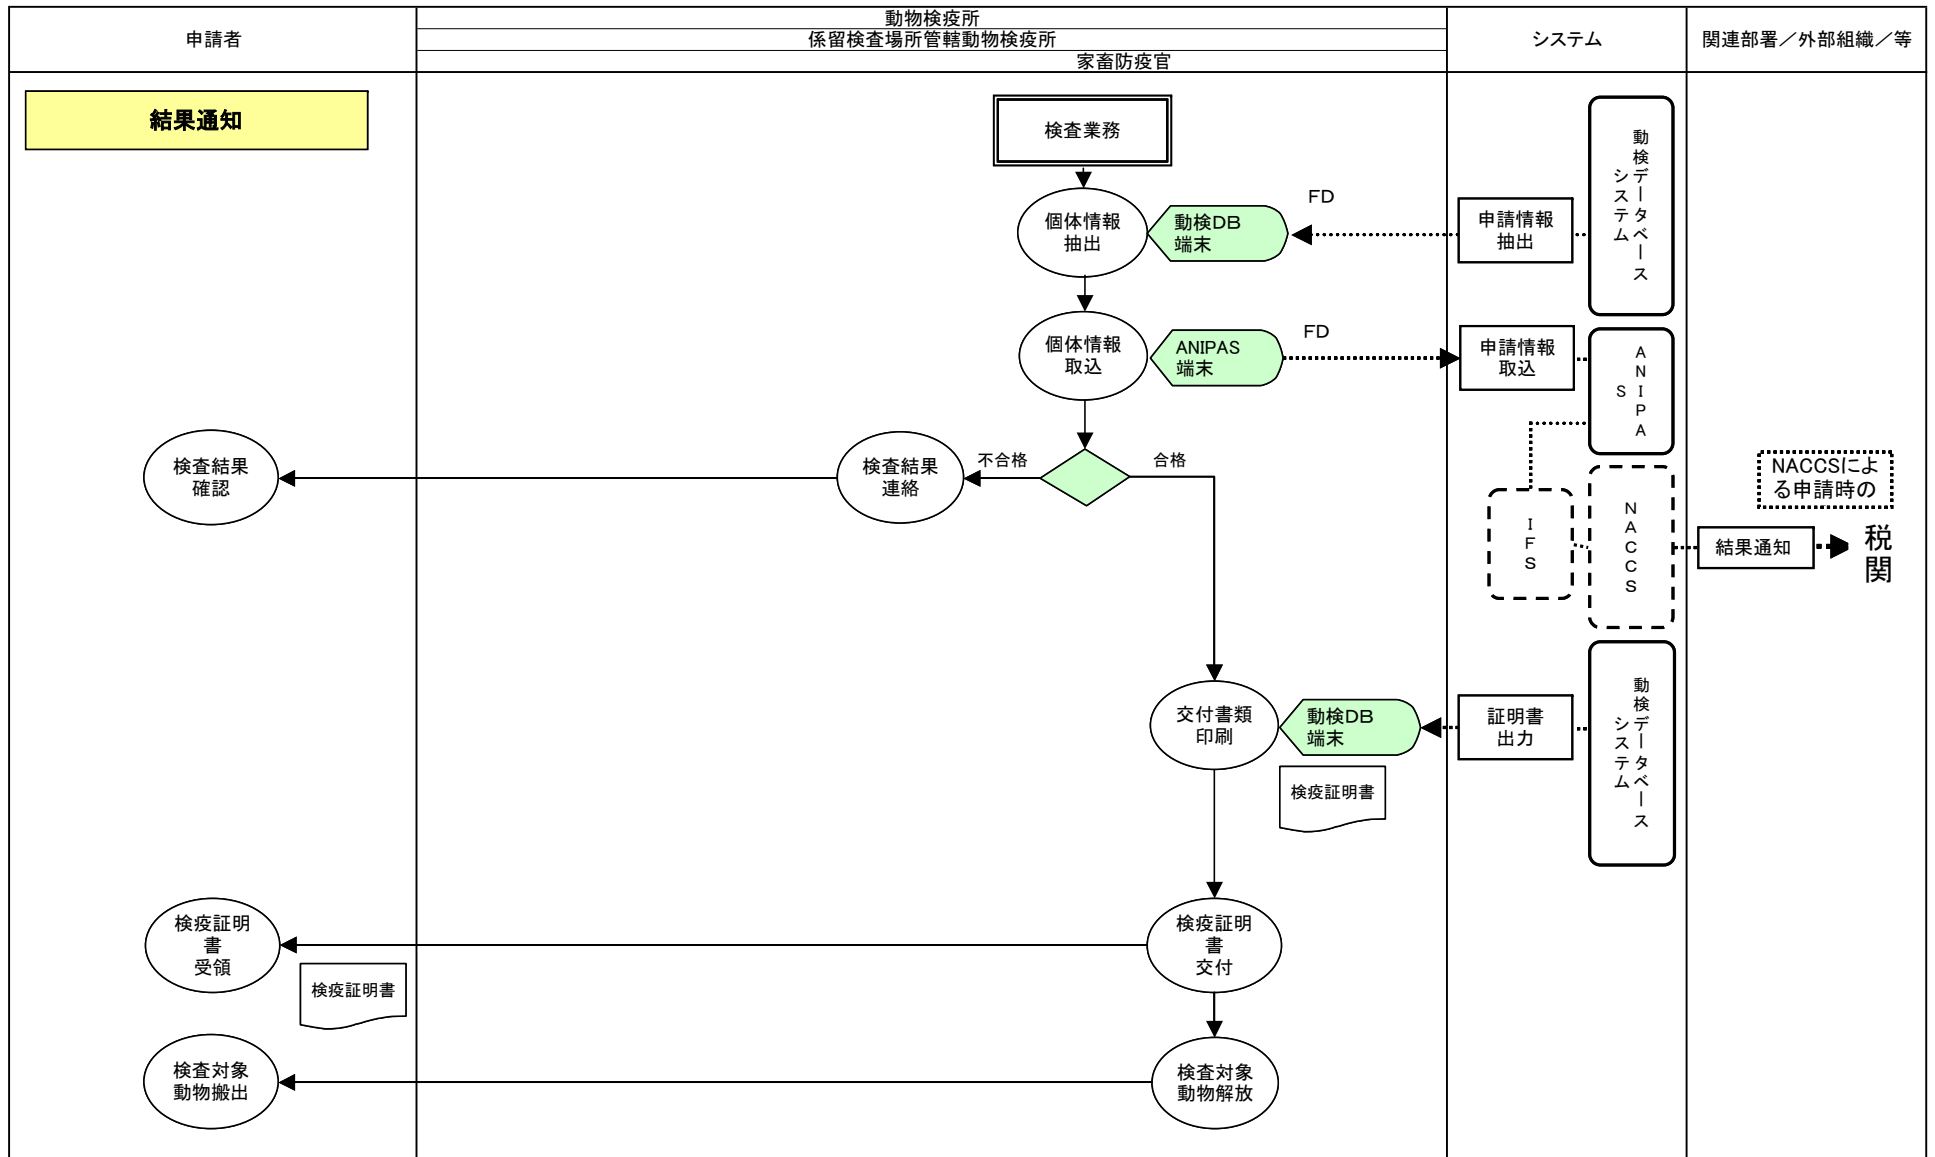 申請者
動物検疫所
係留検査場所管轄動物検疫所
家畜防疫官
システム
関連部署／外部組織／等
結果通知
検査業務
個体情報
抽出
動検DB
端末
FD
申請情報
抽出
動検データベース
システム
個体情報
取込
ANIPAS
端末
FD
申請情報
取込
ANIPA
S
検査結果
確認
検査結果
連絡
不合格
合格
IFS
NACCS
NACCSによ
る申請時の
結果通知
税
関
交付書類
印刷
動検DB
端末
検疫証明書
証明書
出力
動検データベース
システム
検疫証明
書
受領
検疫証明書
検疫証明
書
交付
検査対象
動物搬出
検査対象
動物解放